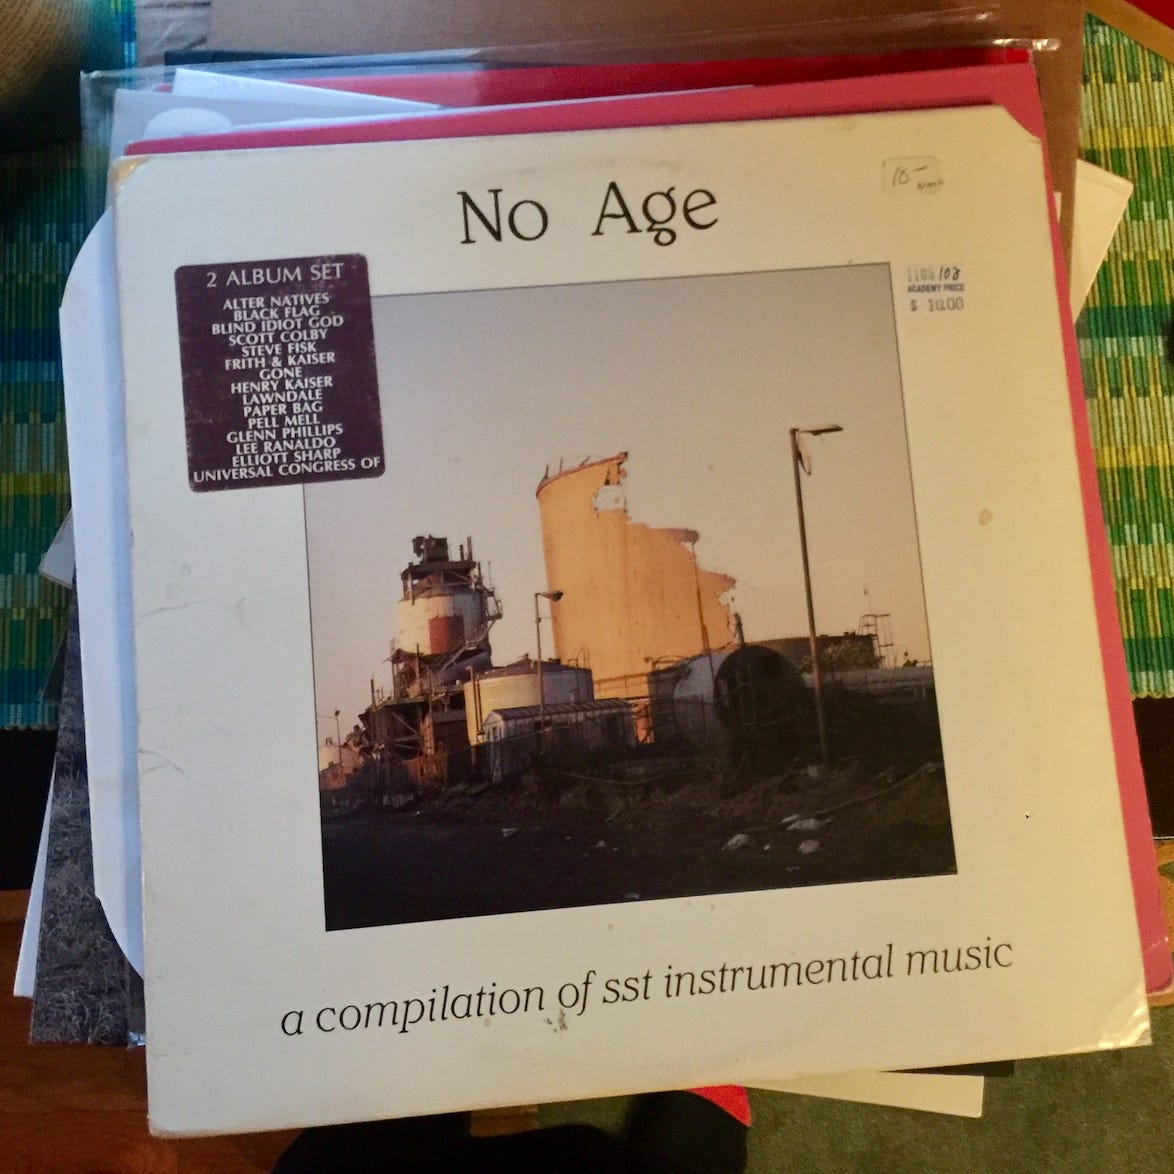 No Age
10-
2 ALBUM SET
ALTER NATIVES
BLACK FLAG
BLIND IDIOT GOD
SCOTT COLBY
STEVE FISK
FRITH & KAISER
GONE
HENRY KAISER
LAWNDALE
PAPER BAG
PELL MELL
GLENN PHILLIPS
LEE RANALDO
ELLIOTT SHARP
UNIVERSAL CONGRESS OF
ACADEMY PRICE
$ 10.00
a compilation of sst instrumental music